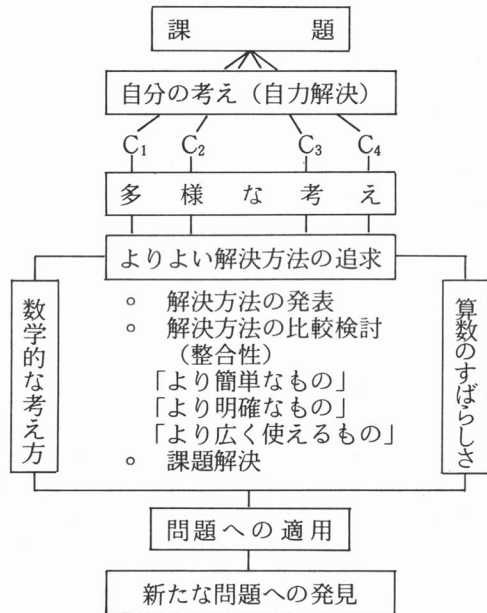 課題
自分の考え（自力解決）
C₁ C₂ C₃ C₄
多様な考え
よりよい解決方法の追求
数学的な考え方
。 解決方法の発表
。 解決方法の比較検討
（整合性）
「より簡単なもの」
「より明確なもの」
「より広く使えるもの」
。 課題解決
算数のすばらしさ
問題への適用
新たな問題への発見